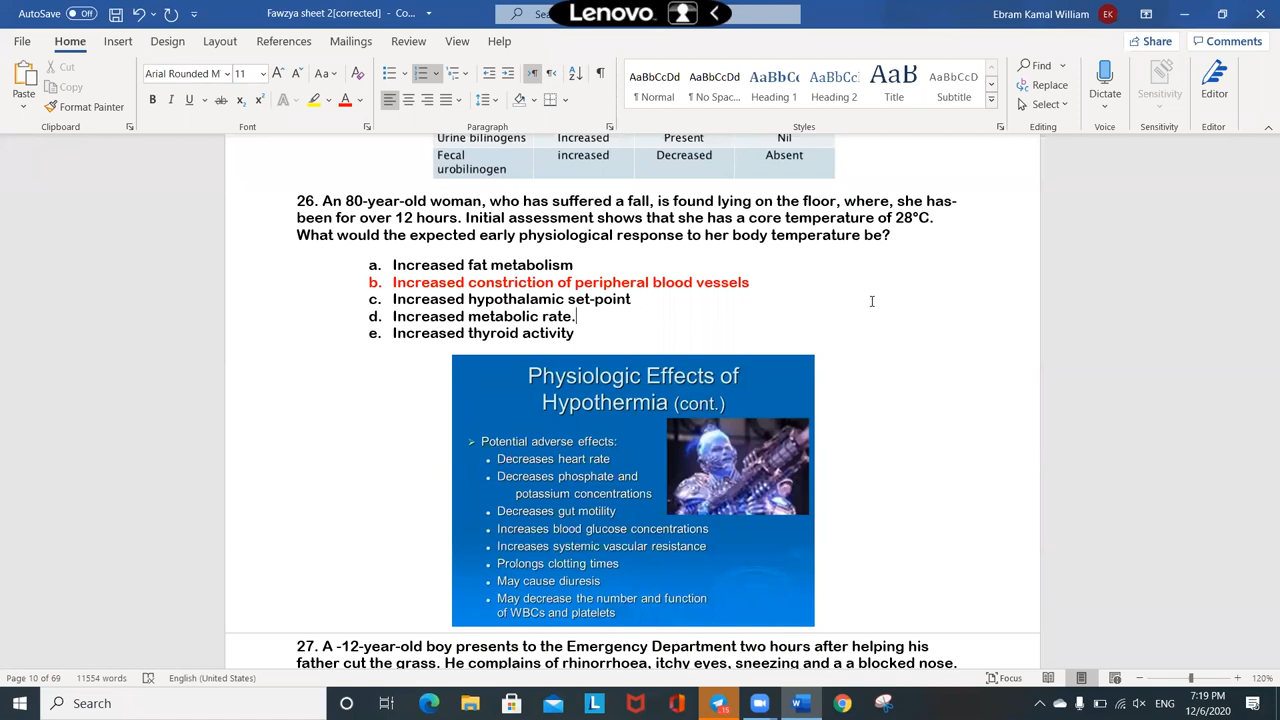 AutoSave Off
Fawzya sheet 2[corrected]
Lenovo
Ebram Kamal William
EK
File Home Insert Design Layout References Mailings Review View Help
Share
Comments
Paste
Cut
Copy
Format Painter
Clipboard
Arial Rounded M
11
Font
Paragraph
AaBbCcDd
¶ Normal
AaBbCcDd
¶ No Spac...
AaBbCc
Heading 1
AaBbCcD
Heading 2
AaB
Title
AaBbCcD
Subtitle
Styles
Find
Replace
Select
Editing
Dictate
Voice
Sensitivity
Sensitivity
Editor
Editor
Urine bilinogens Increased Present Nil
Fecal urobilinogen increased Decreased Absent
26. An 80-year-old woman, who has suffered a fall, is found lying on the floor, where, she has-
been for over 12 hours. Initial assessment shows that she has a core temperature of 28°C.
What would the expected early physiological response to her body temperature be?
a. Increased fat metabolism
b. Increased constriction of peripheral blood vessels
c. Increased hypothalamic set-point
d. Increased metabolic rate.
e. Increased thyroid activity
Physiologic Effects of
Hypothermia (cont.)
Potential adverse effects:
• Decreases heart rate
• Decreases phosphate and
potassium concentrations
• Decreases gut motility
• Increases blood glucose concentrations
• Increases systemic vascular resistance
• Prolongs clotting times
• May cause diuresis
• May decrease the number and function
of WBCs and platelets
27. A -12-year-old boy presents to the Emergency Department two hours after helping his
father cut the grass. He complains of rhinorrhoea, itchy eyes, sneezing and a a blocked nose.
Page 10 of 69 11554 words English (United States)
Focus
120%
Search
ENG
7:19 PM
12/6/2020